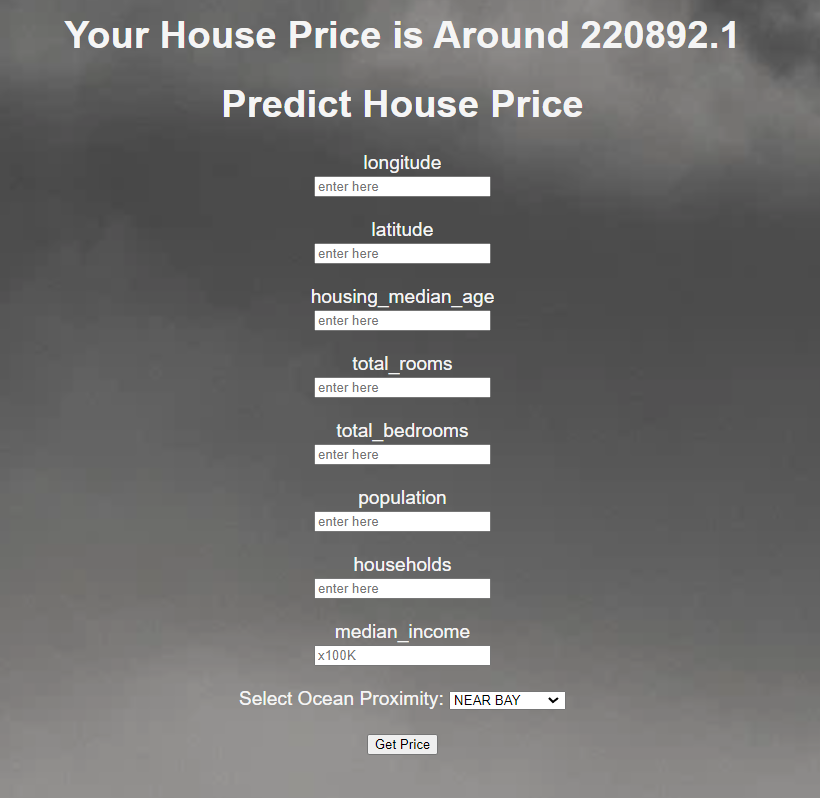 Your House Price is Around 220892.1
Predict House Price
longitude
enter here
latitude
enter here
housing_median_age
enter here
total_rooms
enter here
total_bedrooms
enter here
population
enter here
households
enter here
median_income
x100K
Select Ocean Proximity: NEAR BAY
Get Price